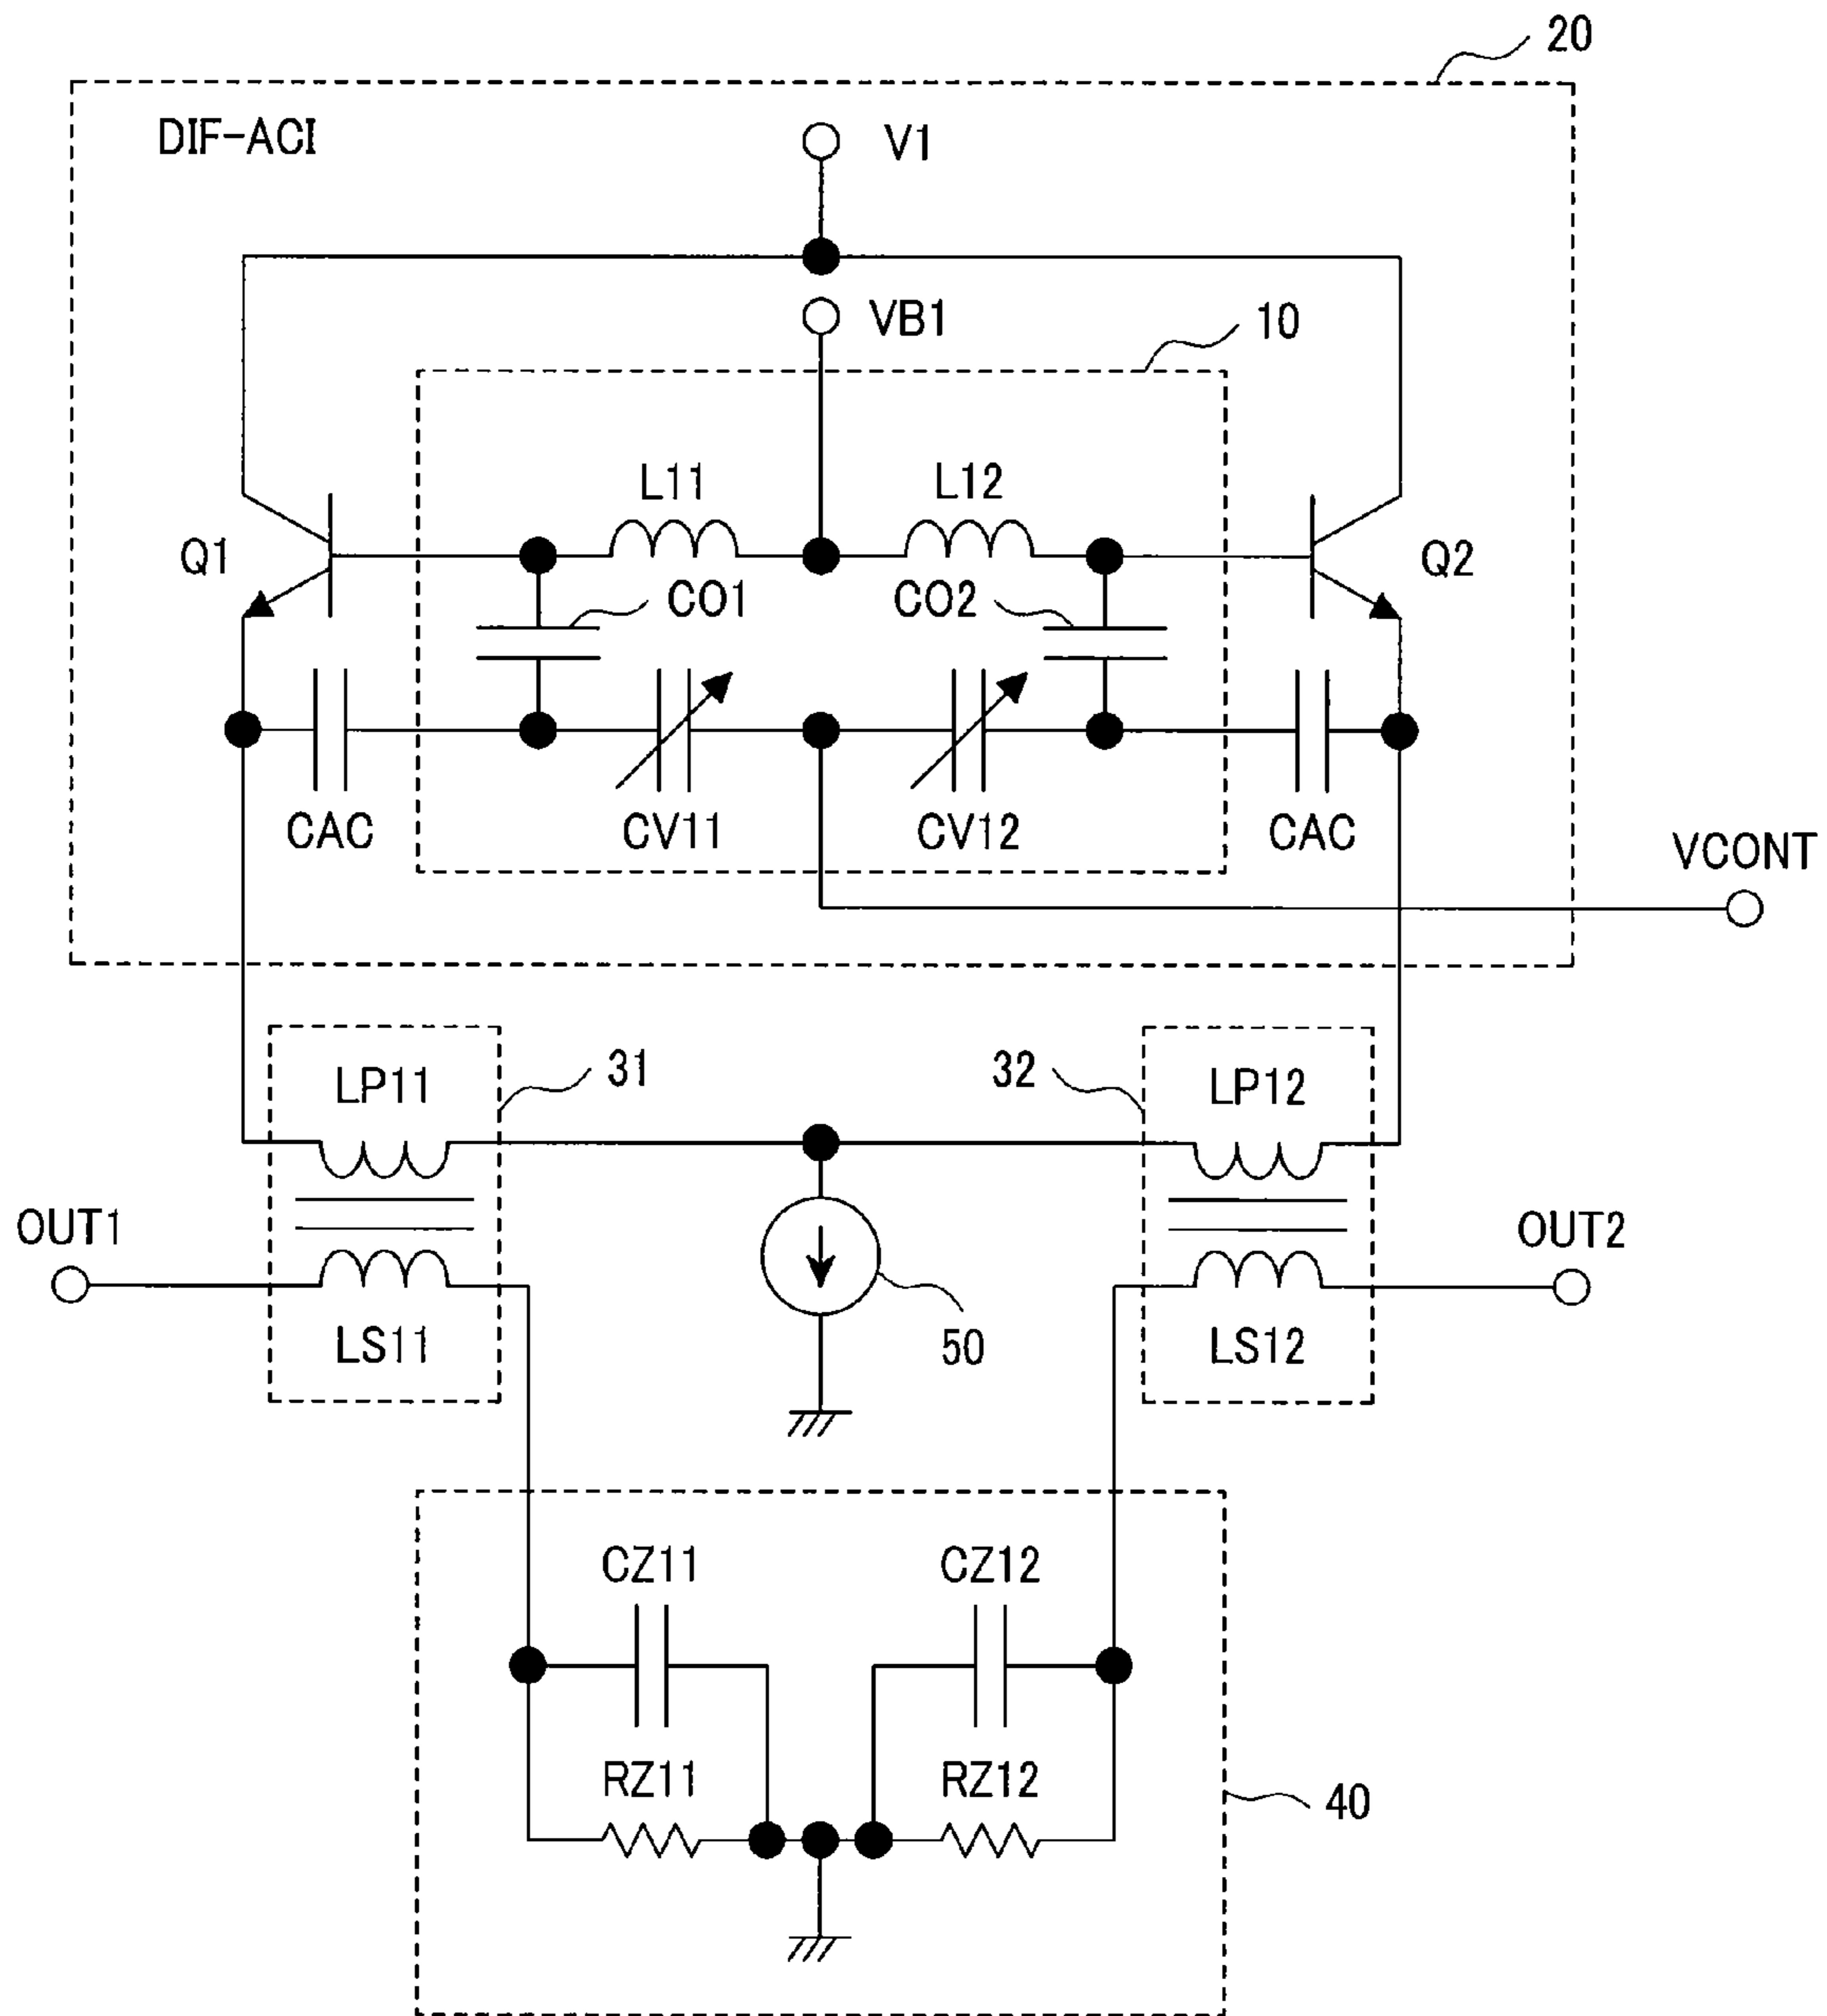 20
DIF-ACI
V1
VB1
10
L11
L12
Q1
Q2
CO1
CO2
CAC
CV11
CV12
CAC
VCONT
LP11
31
32
LP12
OUT1
OUT2
LS11
50
LS12
CZ11
CZ12
RZ11
RZ12
40